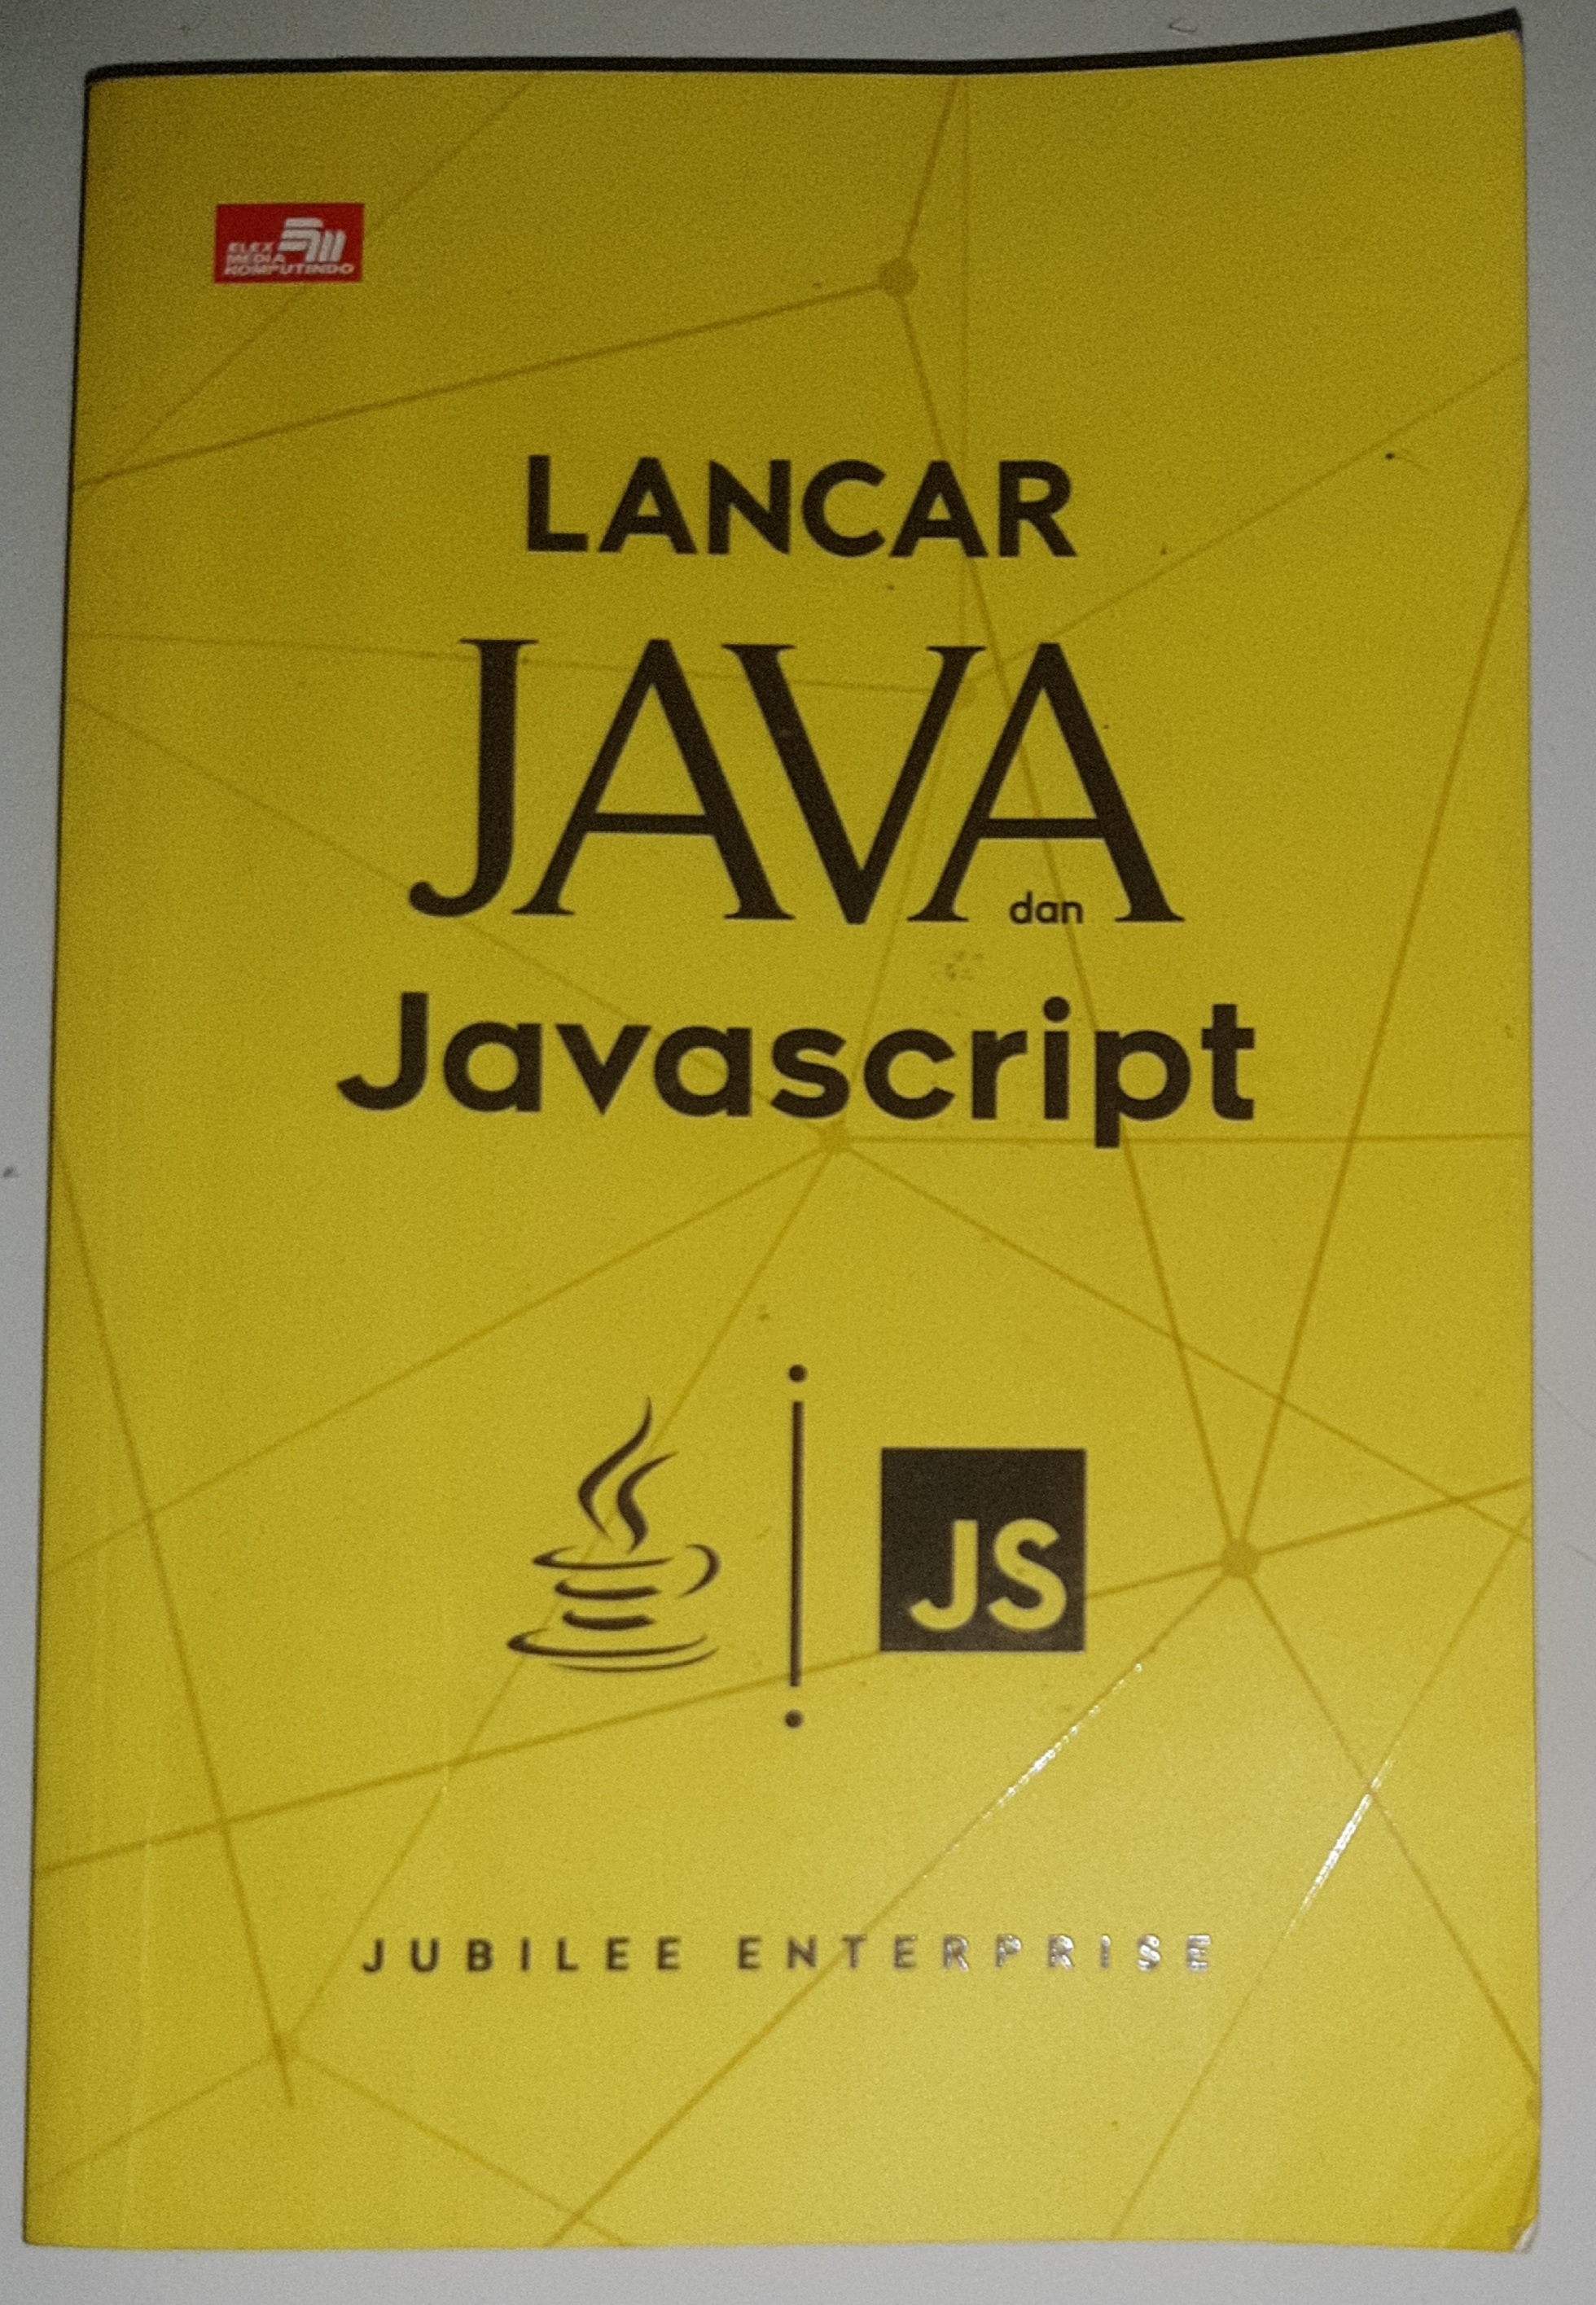 ELEX
MEDIA
KOMPUTINDO
LANCAR
JAVA
dan
Javascript
JS
JUBILEE ENTERPRISE